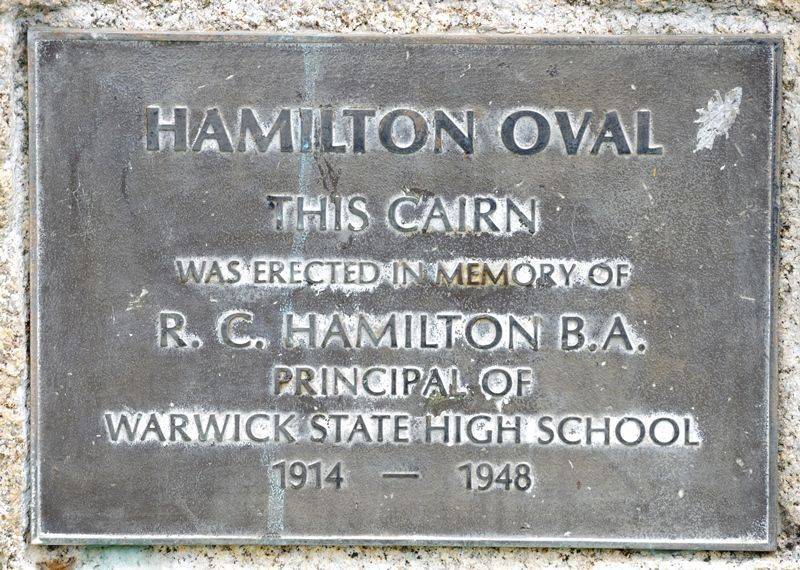 HAMILTON OVAL
THIS CAIRN
WAS ERECTED IN MEMORY OF
R. C. HAMILTON B.A.
PRINCIPAL OF
WARWICK STATE HIGH SCHOOL
1914 — 1948